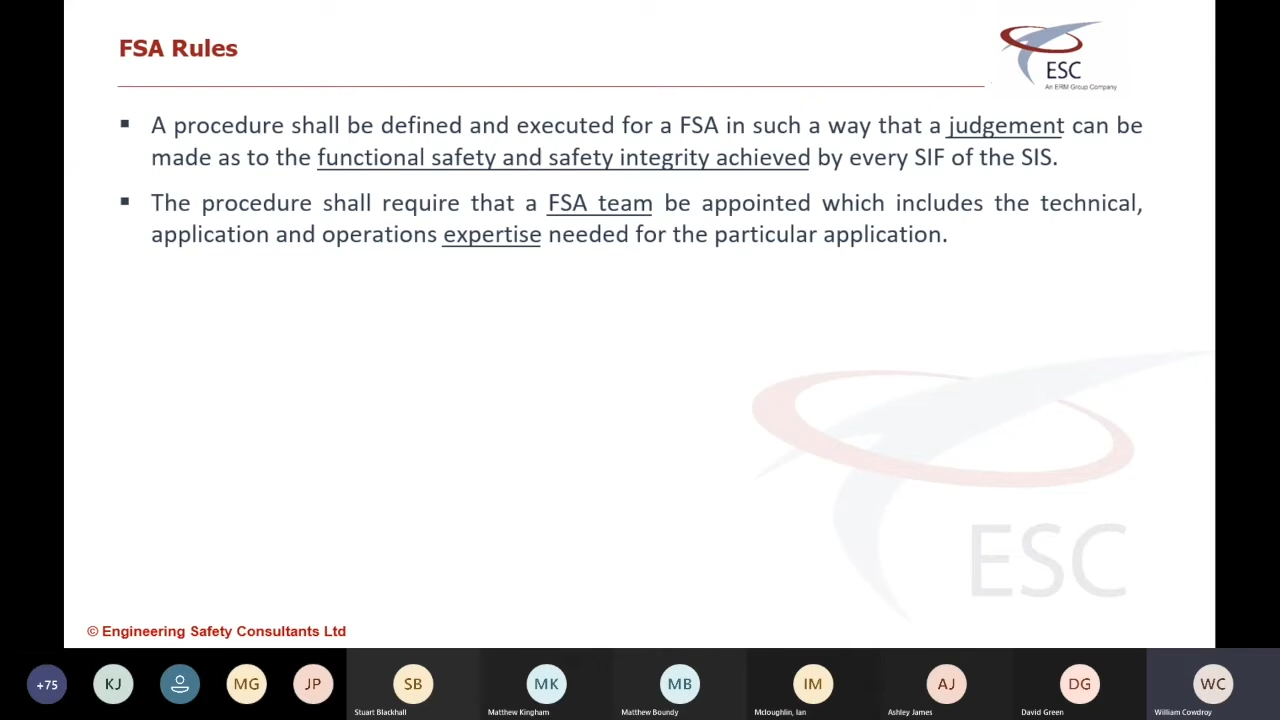 FSA Rules
ESC
An ERM Group Company
▪ A procedure shall be defined and executed for a FSA in such a way that a judgement can be
made as to the functional safety and safety integrity achieved by every SIF of the SIS.
▪ The procedure shall require that a FSA team be appointed which includes the technical,
application and operations expertise needed for the particular application.
ESC
© Engineering Safety Consultants Ltd
+75 KJ MG JP SB MK MB IM AJ DG WC
Stuart Blackhall Matthew Kingham Matthew Boundy Mcloughlin, Ian Ashley James David Green William Cowdroy